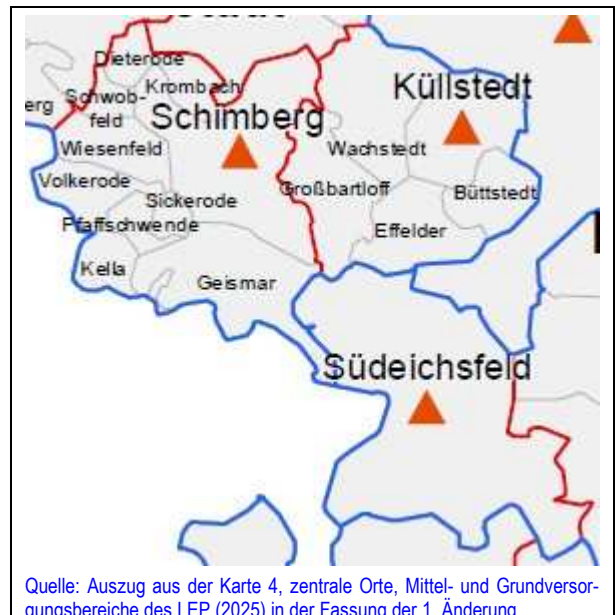 Dieterode
Krombach
Küllstedt
erg
Schwob-
feld
Schimberg
Wiesenfeld
Wachstedt
Volkerode
Großbartloff
Büttstedt
Sickerode
Pfaffschwende
Effelder
Kella
Geismar
Südeichsfeld
Quelle: Auszug aus der Karte 4, zentrale Orte, Mittel- und Grundversor-
gungsbereiche des LEP (2025) in der Fassung der 1. Änderung